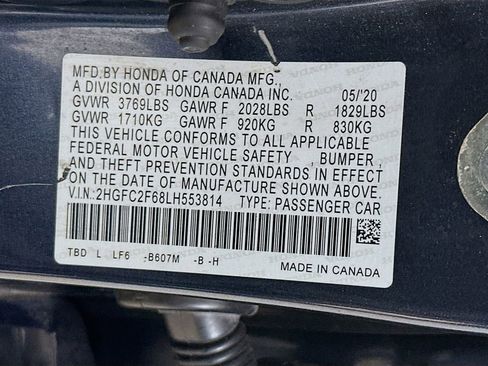 MFD.BY HONDA OF CANADA MFG.,
A DIVISION OF HONDA CANADA INC. 05/'20
GVWR 3769LBS GAWR F 2028LBS R 1829LBS
GVWR 1710KG GAWR F 920KG R 830KG
THIS VEHICLE CONFORMS TO ALL APPLICABLE
FEDERAL MOTOR VEHICLE SAFETY , BUMPER,
AND THEFT PREVENTION STANDARDS IN EFFECT
ON THE DATE OF MANUFACTURE SHOWN ABOVE.
V.I.N.:2HGFC2F68LH553814 TYPE: PASSENGER CAR
TBD L LF6 -B607M -B -H
MADE IN CANADA